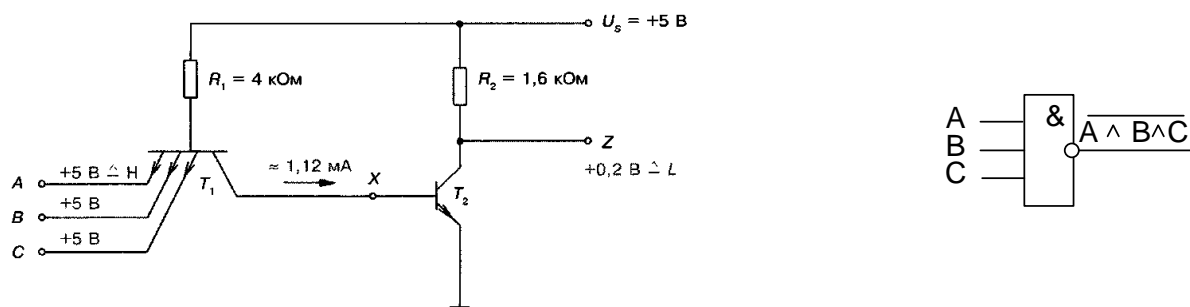 U_s = +5 В
R_1 = 4 кОм
R_2 = 1,6 кОм
A
+5 В ≙ H
T_1
≈ 1,12 мА
X
T_2
Z
+0,2 В ≙ L
B
+5 В
C
+5 В
A
B
C
&
A ∧ B∧C